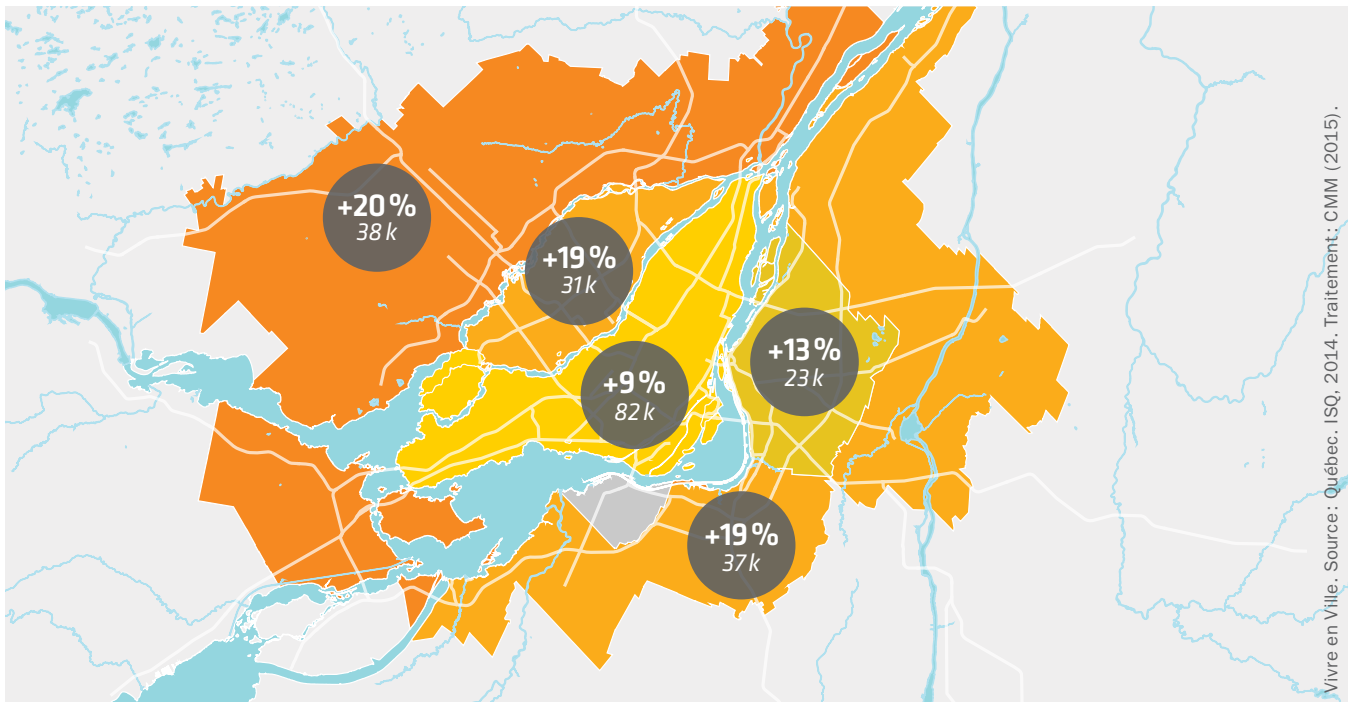 +20 %
38 k
+19 %
31 k
+13 %
23 k
+9 %
82 k
+19 %
37 k
Vivre en Ville. Source: Québec. ISQ, 2014. Traitement: CMM (2015).